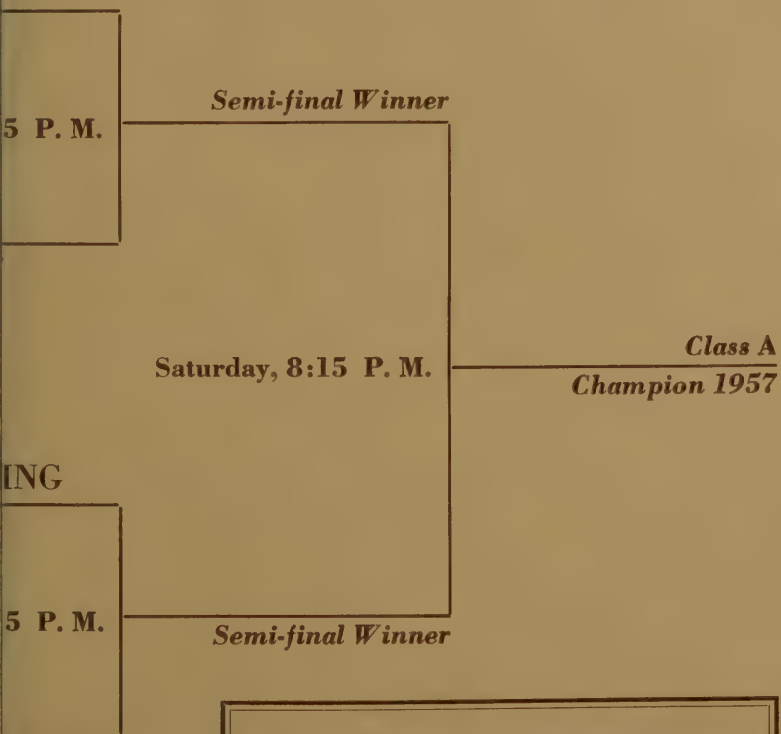 Semi-final Winner
5 P. M.
Saturday, 8:15 P. M.
Class A
Champion 1957
ING
5 P. M.
Semi-final Winner